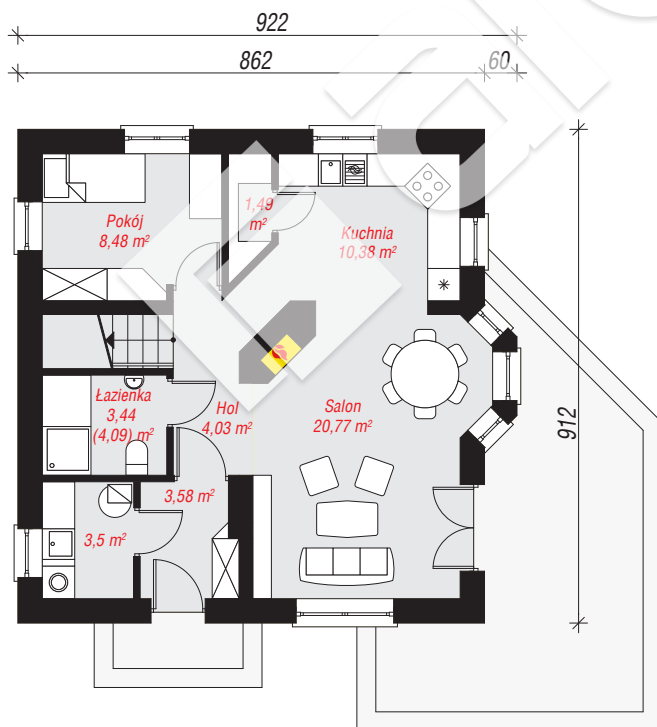 922
862
60
Pokój
8,48 m²
1,49
m²
Kuchnia
10,38 m²
Łazienka
3,44
(4,09) m²
Hol
4,03 m²
Salon
20,77 m²
912
3,58 m²
3,5 m²